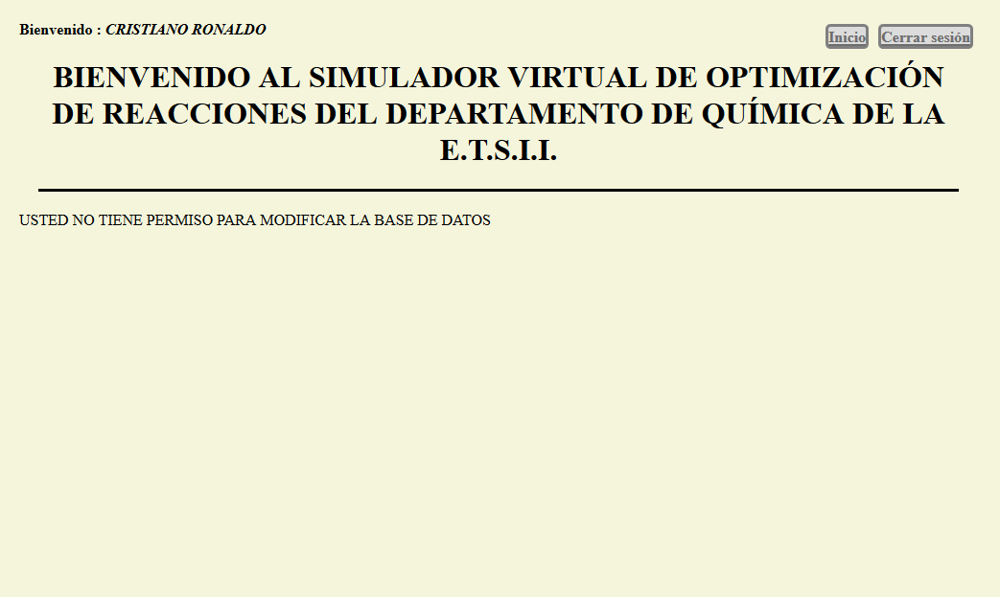 Bienvenido : CRISTIANO RONALDO
Inicio Cerrar sesión
BIENVENIDO AL SIMULADOR VIRTUAL DE OPTIMIZACIÓN
DE REACCIONES DEL DEPARTAMENTO DE QUÍMICA DE LA
E.T.S.I.I.
USTED NO TIENE PERMISO PARA MODIFICAR LA BASE DE DATOS